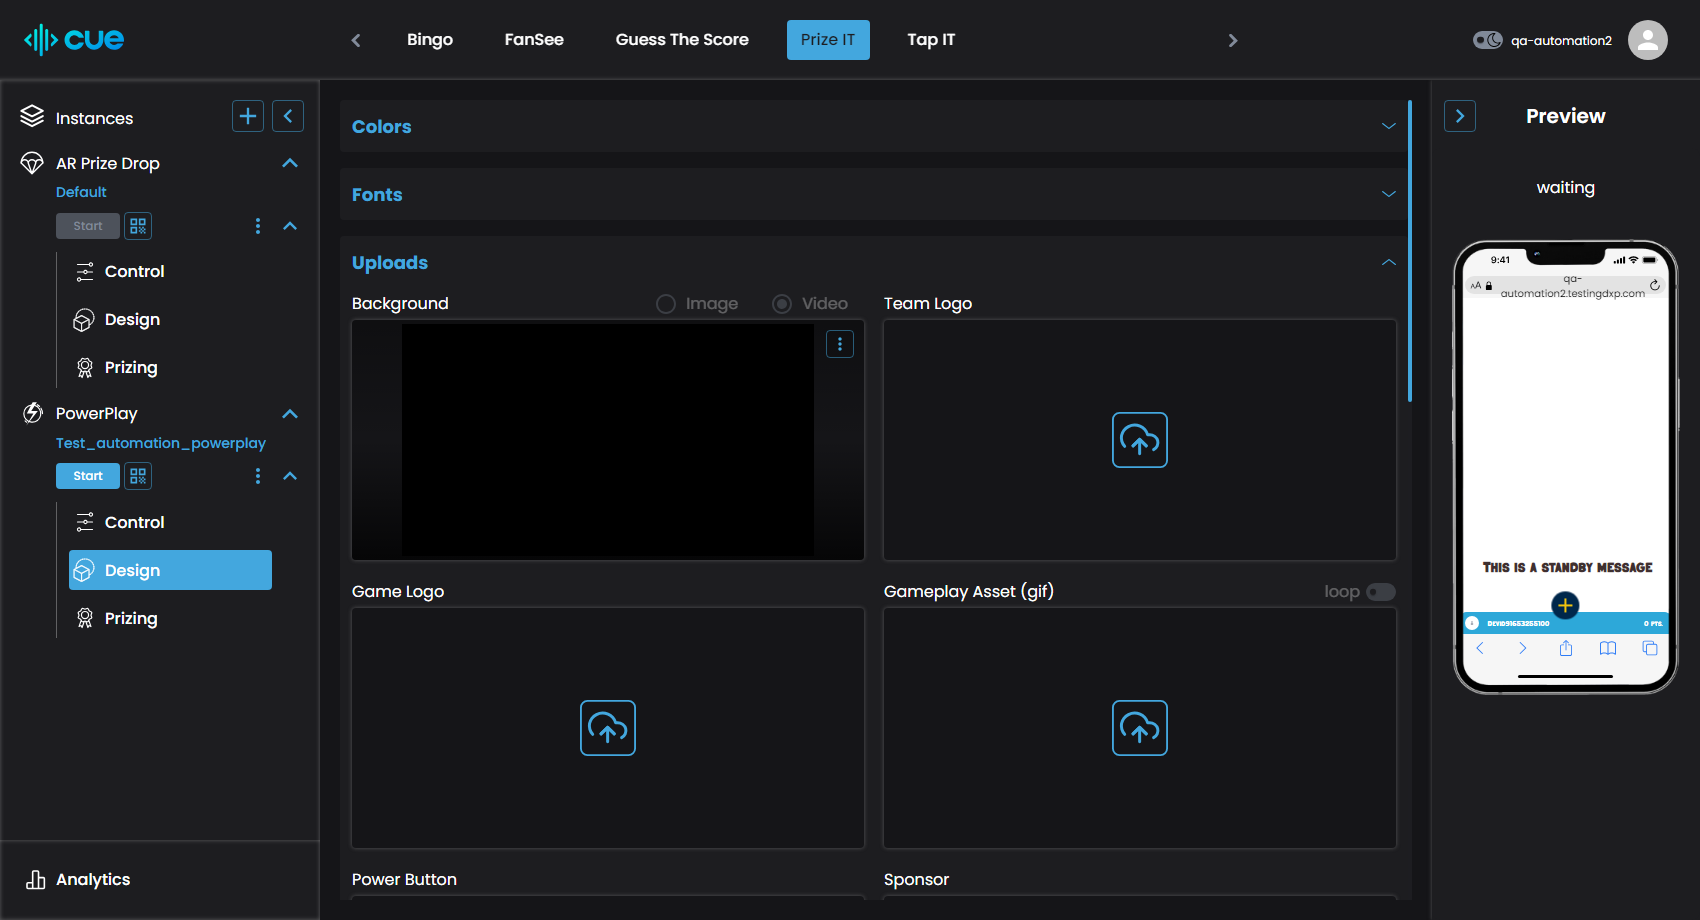 cue
Bingo
FanSee
Guess The Score
Prize IT
Tap IT
qa-automation2
Instances
AR Prize Drop
Default
Start
Control
Design
Prizing
PowerPlay
Test_automation_powerplay
Start
Control
Design
Prizing
Analytics
Colors
Fonts
Uploads
Background
Image
Video
Team Logo
Game Logo
Gameplay Asset (gif)
loop
Power Button
Sponsor
Preview
waiting
9:41
AA
qa-
automation2.testingdxp.com
THIS IS A STANDBY MESSAGE
0 PTS.